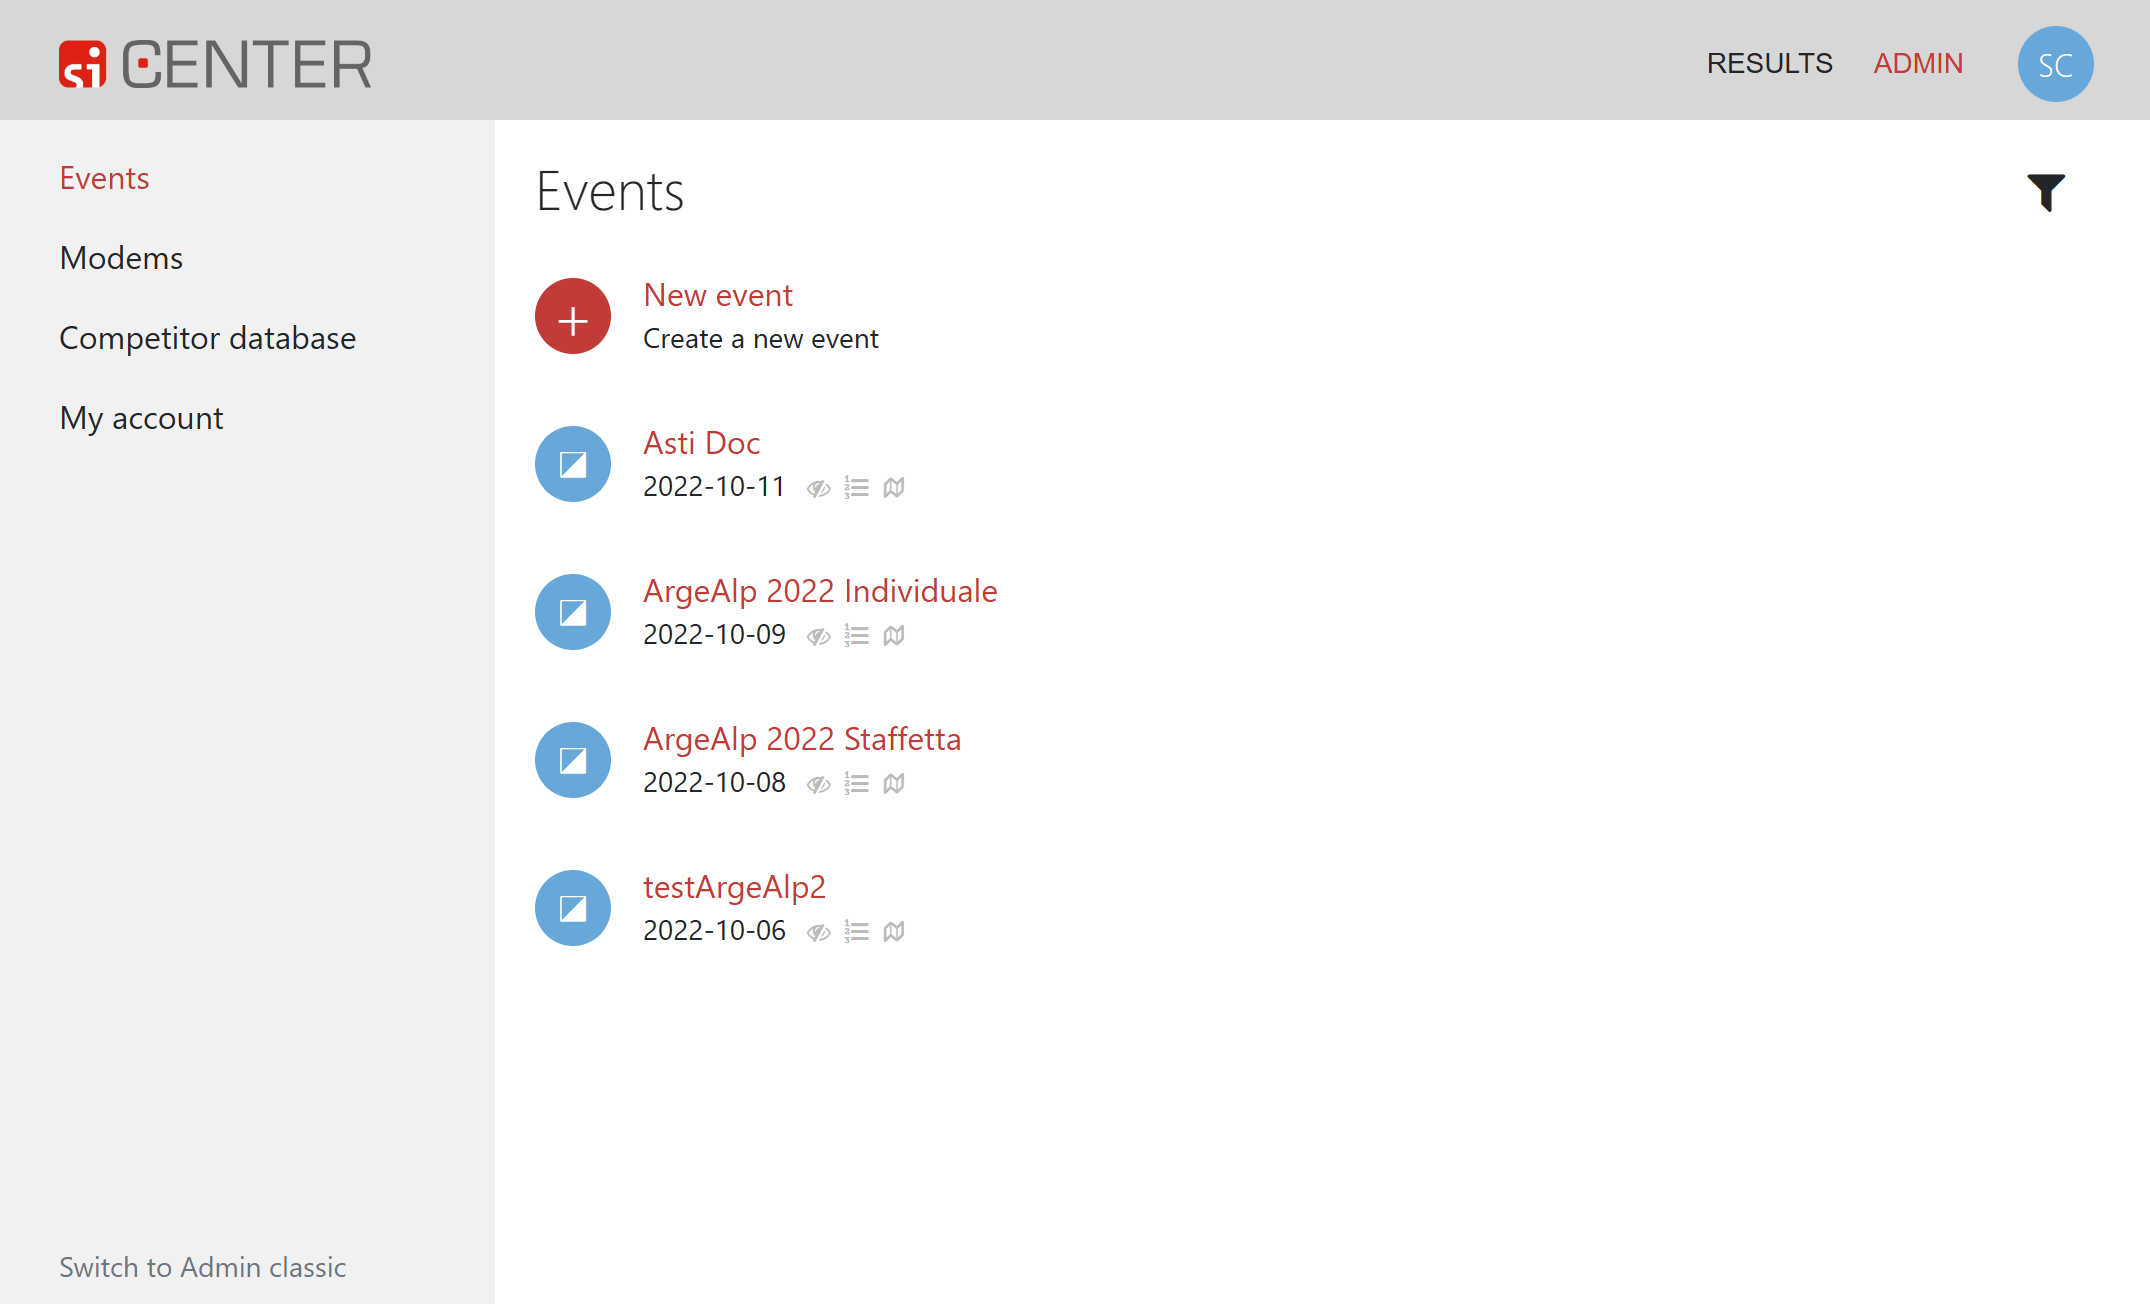 si CENTER
RESULTS ADMIN SC
Events
Modems
Competitor database
My account
Switch to Admin classic
Events
New event
Create a new event
Asti Doc
2022-10-11
ArgeAlp 2022 Individuale
2022-10-09
ArgeAlp 2022 Staffetta
2022-10-08
testArgeAlp2
2022-10-06